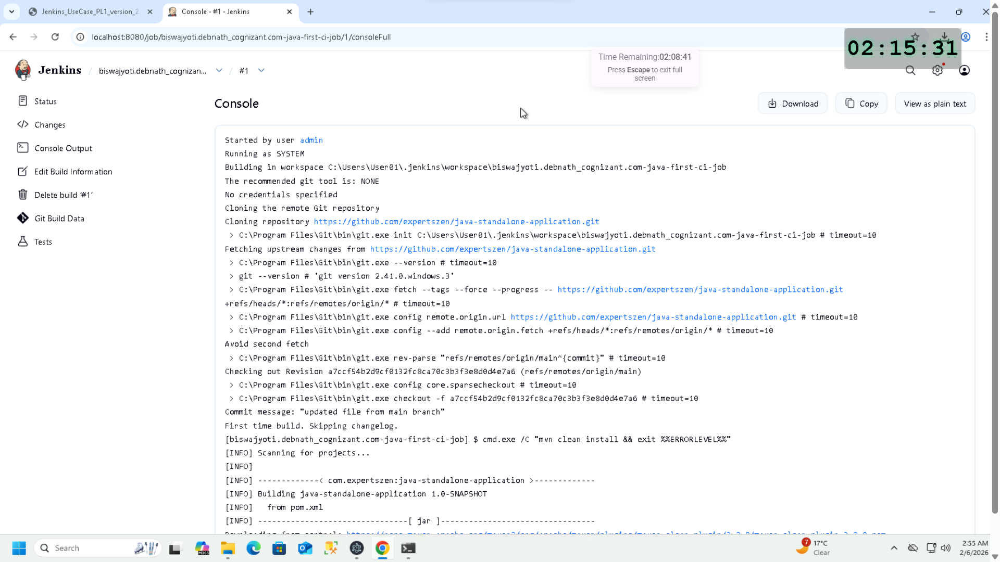 Jenkins_UseCase_PL1_version_2
Console - #1 - Jenkins
localhost:8080/job/biswajyoti.debnath_cognizant.com-java-first-ci-job/1/consoleFull
02:15:31
Time Remaining:02:08:41
Press Escape to exit full
screen
Jenkins / biswajyoti.debnath_cognizan... / #1
Status
Changes
Console Output
Edit Build Information
Delete build '#1'
Git Build Data
Tests
Console
Download
Copy
View as plain text
Started by user admin
Running as SYSTEM
Building in workspace C:\Users\User01\.jenkins\workspace\biswajyoti.debnath_cognizant.com-java-first-ci-job
The recommended git tool is: NONE
No credentials specified
Cloning the remote Git repository
Cloning repository https://github.com/expertszen/java-standalone-application.git
> C:\Program Files\Git\bin\git.exe init C:\Users\User01\.jenkins\workspace\biswajyoti.debnath_cognizant.com-java-first-ci-job # timeout=10
Fetching upstream changes from https://github.com/expertszen/java-standalone-application.git
> C:\Program Files\Git\bin\git.exe --version # timeout=10
> git --version # 'git version 2.41.0.windows.3'
> C:\Program Files\Git\bin\git.exe fetch --tags --force --progress -- https://github.com/expertszen/java-standalone-application.git
+refs/heads/*:refs/remotes/origin/* # timeout=10
> C:\Program Files\Git\bin\git.exe config remote.origin.url https://github.com/expertszen/java-standalone-application.git # timeout=10
> C:\Program Files\Git\bin\git.exe config --add remote.origin.fetch +refs/heads/*:refs/remotes/origin/* # timeout=10
Avoid second fetch
> C:\Program Files\Git\bin\git.exe rev-parse "refs/remotes/origin/main^{commit}" # timeout=10
Checking out Revision a7ccf54b2d9cf0132fc8ca70c3b3f3e8d0d4e7a6 (refs/remotes/origin/main)
> C:\Program Files\Git\bin\git.exe config core.sparsecheckout # timeout=10
> C:\Program Files\Git\bin\git.exe checkout -f a7ccf54b2d9cf0132fc8ca70c3b3f3e8d0d4e7a6 # timeout=10
Commit message: "updated file from main branch"
First time build. Skipping changelog.
[biswajyoti.debnath_cognizant.com-java-first-ci-job] $ cmd.exe /C "mvn clean install && exit %%ERRORLEVEL%%"
[INFO] Scanning for projects...
[INFO]
[INFO] -------------< com.expertszen:java-standalone-application >-------------
[INFO] Building java-standalone-application 1.0-SNAPSHOT
[INFO]   from pom.xml
[INFO] --------------------------------[ jar ]---------------------------------
Search
M365
7
17°C
Clear
2:55 AM
2/6/2026